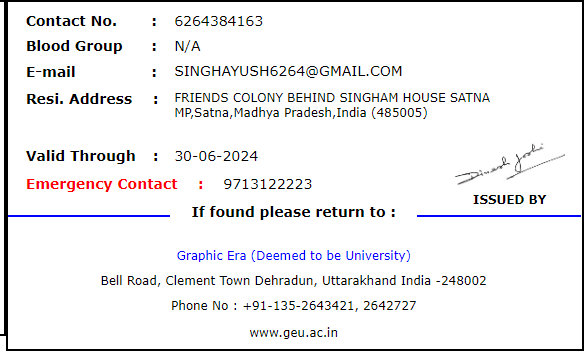 Contact No. : 6264384163
Blood Group : N/A
E-mail : SINGHAYUSH6264@GMAIL.COM
Resi. Address : FRIENDS COLONY BEHIND SINGHAM HOUSE SATNA
MP,Satna,Madhya Pradesh,India (485005)
Valid Through : 30-06-2024
Emergency Contact : 9713122223
Dinesh Joshi
ISSUED BY
If found please return to :
Graphic Era (Deemed to be University)
Bell Road, Clement Town Dehradun, Uttarakhand India -248002
Phone No : +91-135-2643421, 2642727
www.geu.ac.in